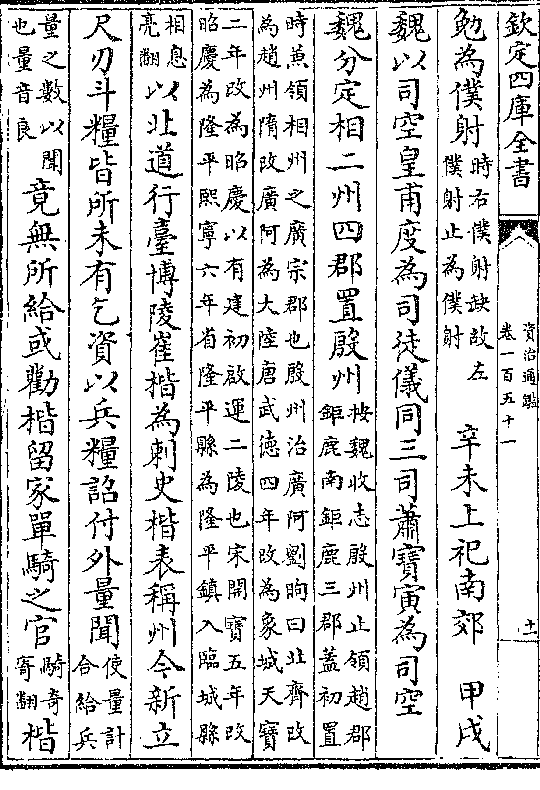 欽定四庫全書
資治通鑑
卷一百五十一
十一
勉為僕射時右僕射缺故左僕射止為僕射 辛未上祀南郊 甲戌
魏以司空皇甫度為司徒儀同三司蕭寶寅為司空
魏分定相二州四郡置殷州按魏收志殷州止領趙郡鉅鹿南鉅鹿三郡蓋初置
時兼領相州之廣宗郡也殷州治廣阿劉昫曰北齊改為趙州隋改廣阿為大陸唐武德四年改為象城天寶
二年改為昭慶以有建初啟運二陵也宋開寶五年改昭慶為隆平熙寧六年省隆平縣為隆平鎮入臨城縣
相息亮翻以北道行臺博陵崔楷為刺史楷表稱州今新立
尺刃斗糧皆所未有乞資以兵糧詔付外量聞使量計合給兵
量之數以聞也量音良竟無所給或勸楷留家單騎之官騎奇寄翻楷